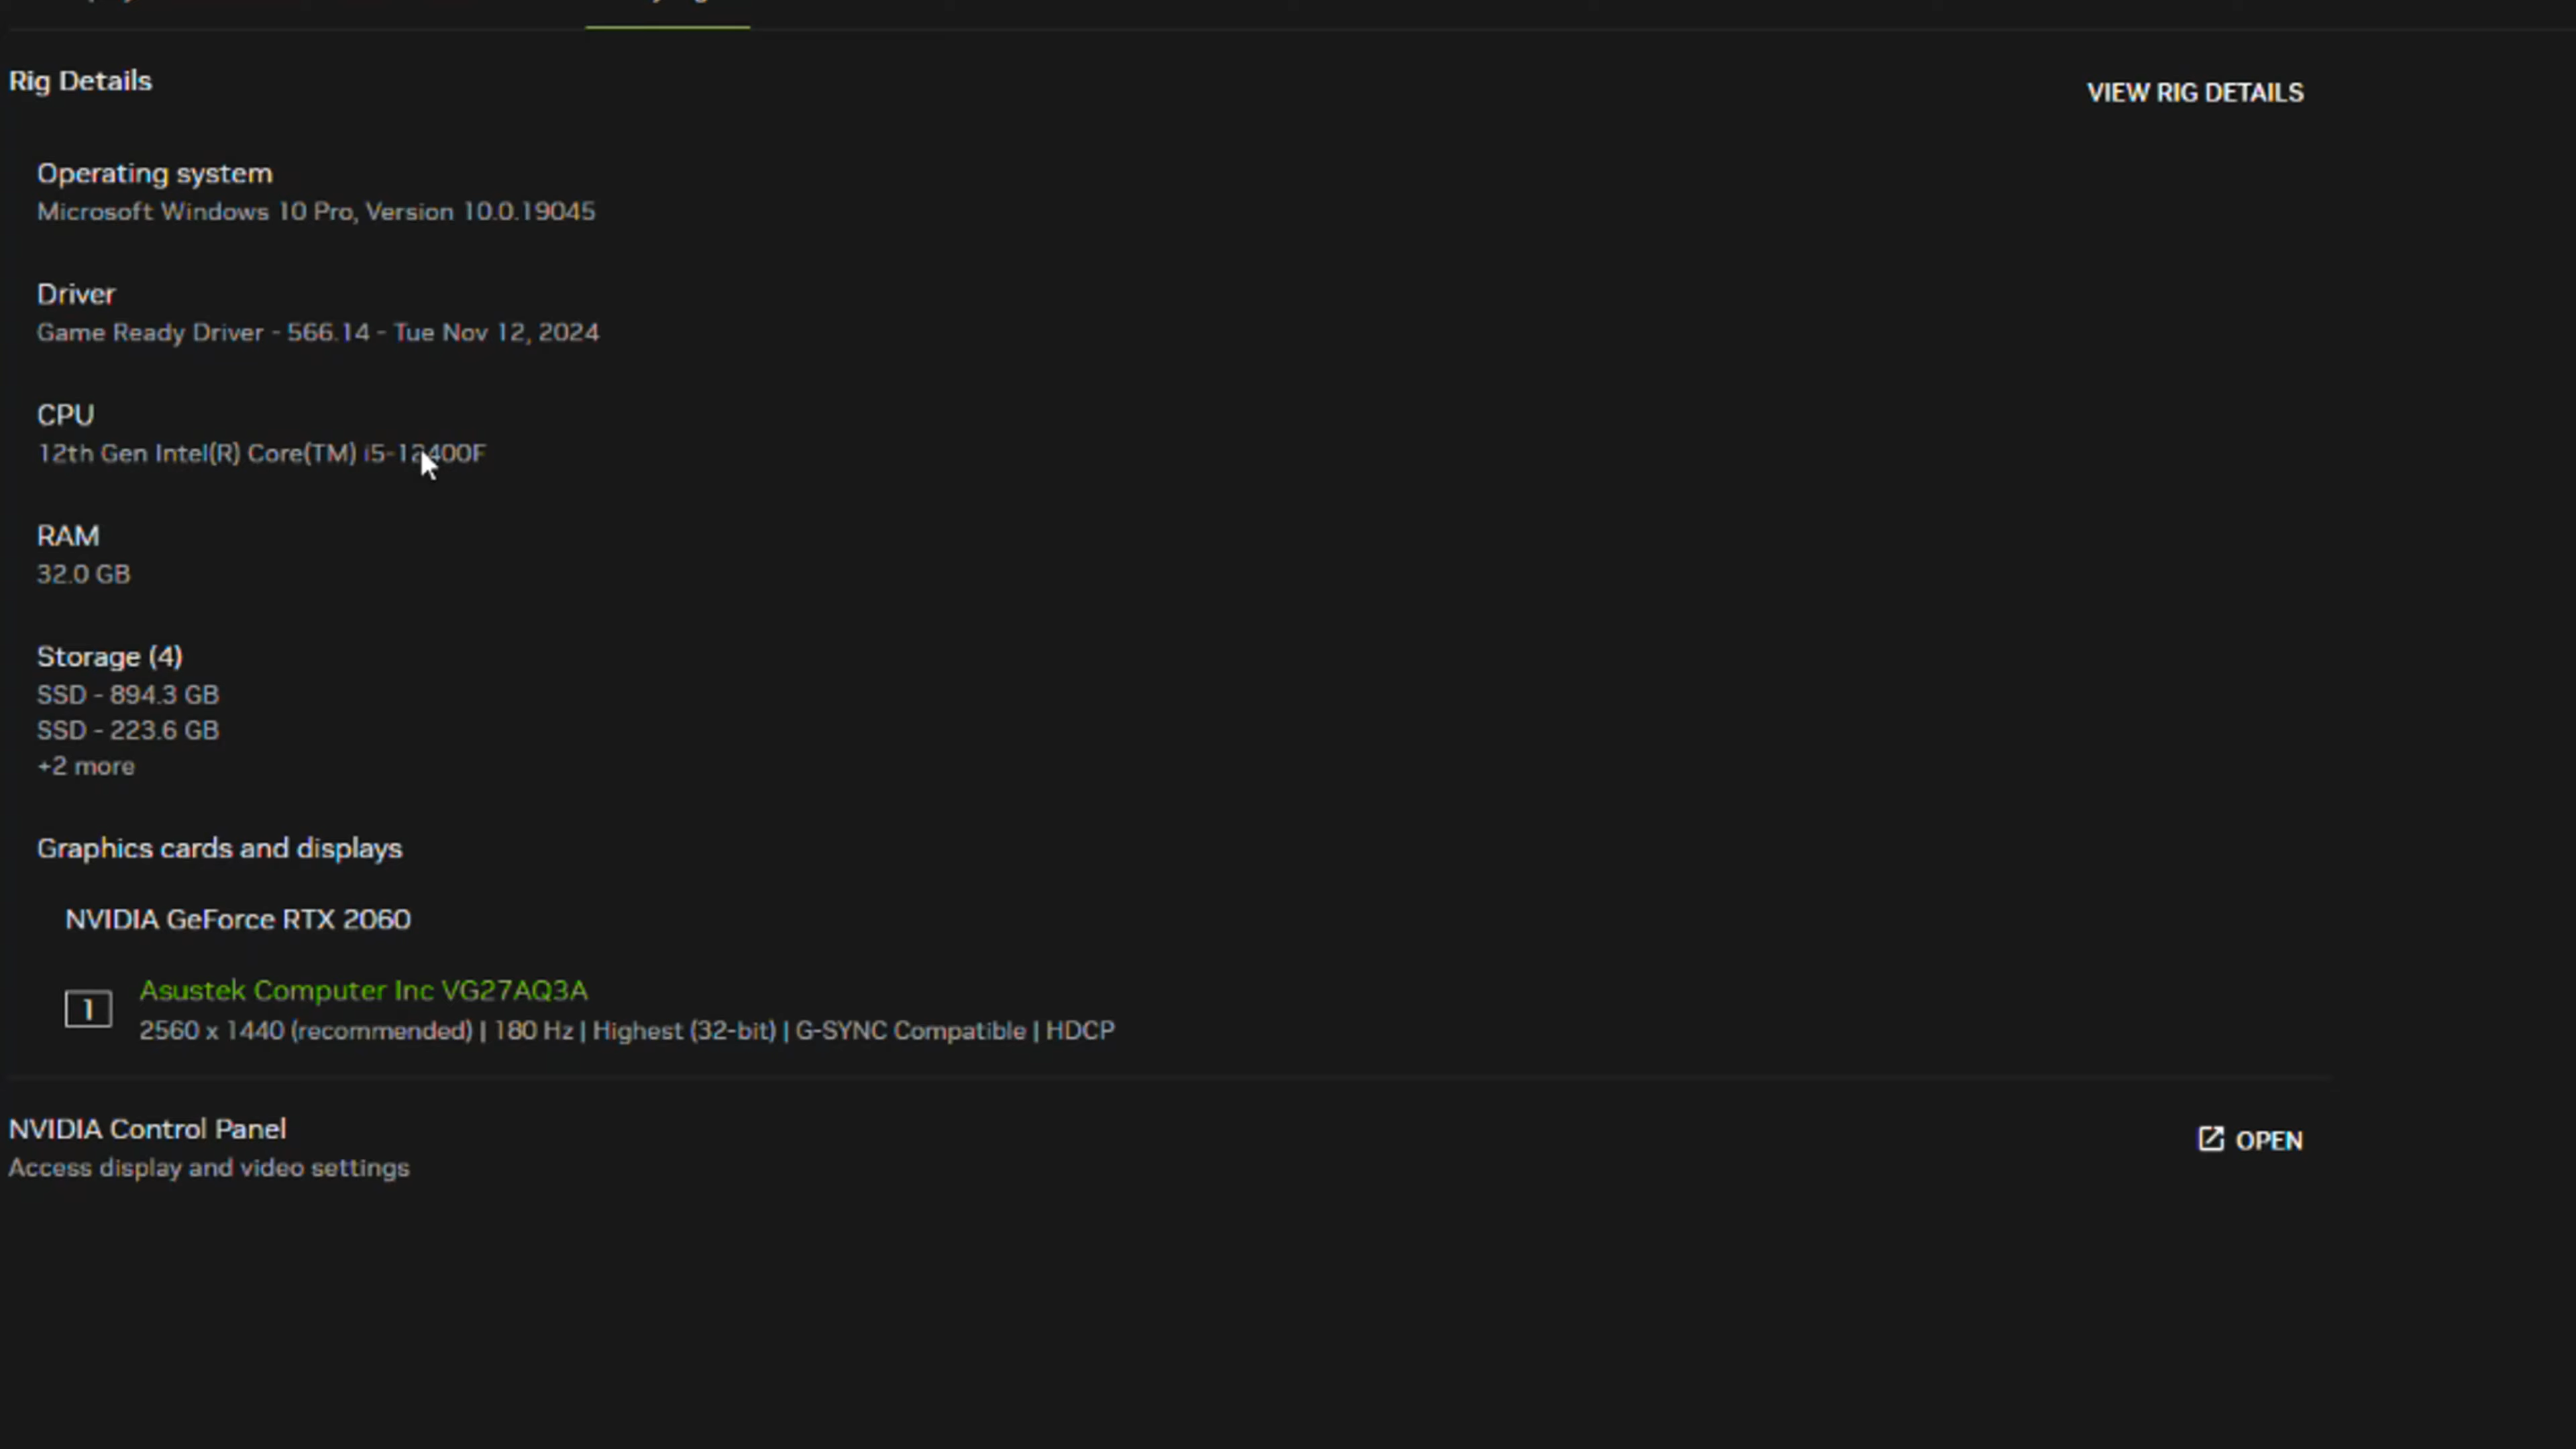 Rig Details
VIEW RIG DETAILS
Operating system
Microsoft Windows 10 Pro, Version 10.0.19045
Driver
Game Ready Driver - 566.14 - Tue Nov 12, 2024
CPU
12th Gen Intel(R) Core(TM) i5-12400F
RAM
32.0 GB
Storage (4)
SSD - 894.3 GB
SSD - 223.6 GB
+2 more
Graphics cards and displays
NVIDIA GeForce RTX 2060
1
Asustek Computer Inc VG27AQ3A
2560 x 1440 (recommended) | 180 Hz | Highest (32-bit) | G-SYNC Compatible | HDCP
NVIDIA Control Panel
OPEN
Access display and video settings